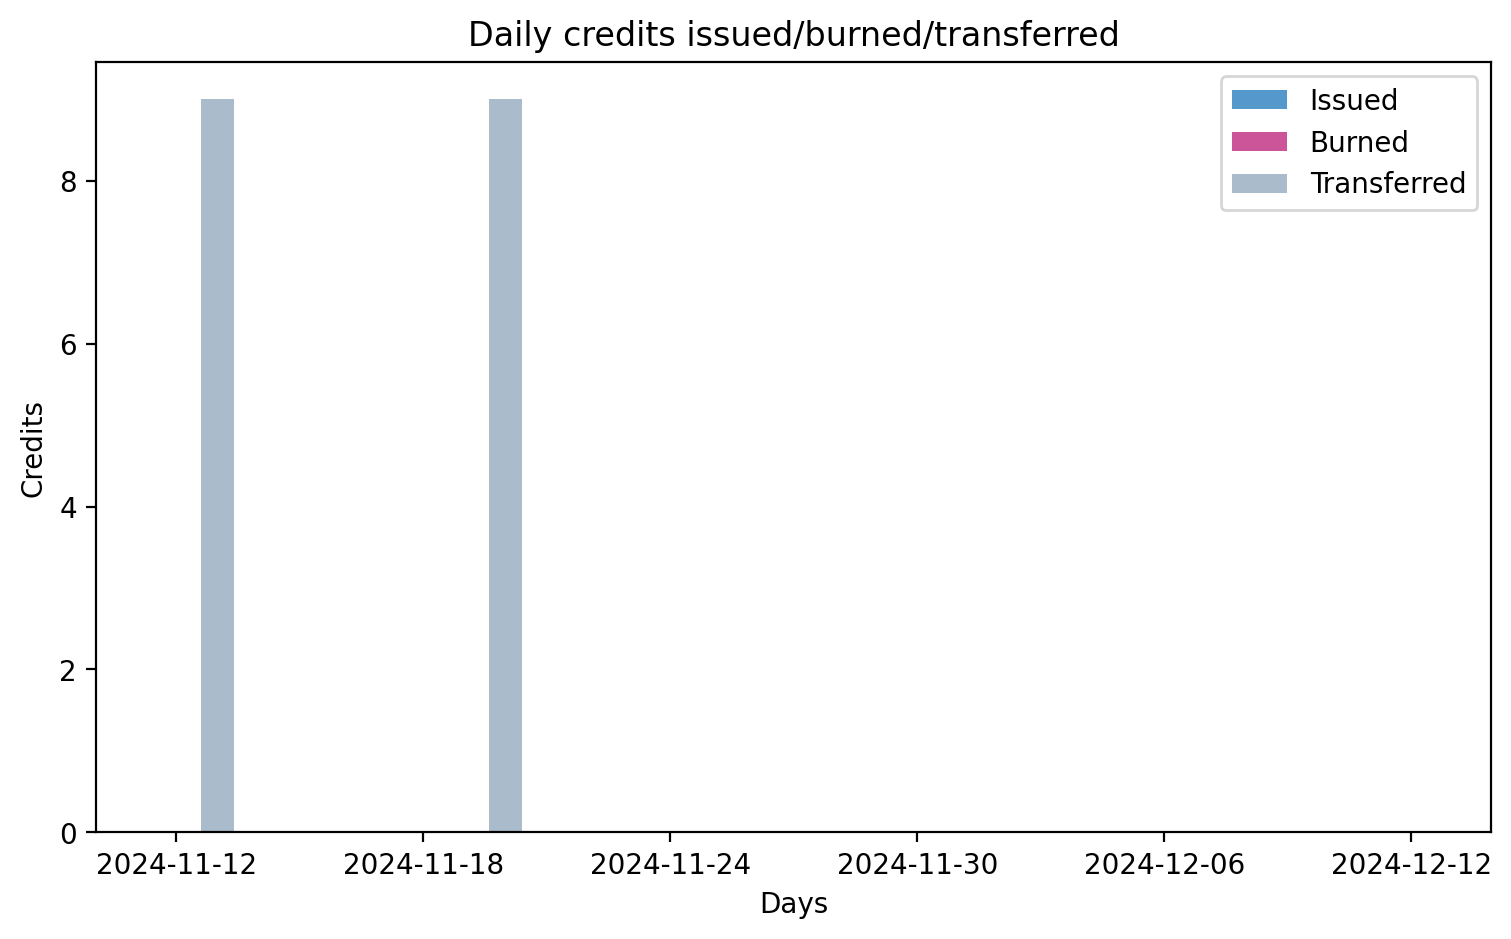 Daily credits issued/burned/transferred
Issued
Burned
Transferred
8
6
4
2
0
Credits
2024-11-12
2024-11-18
2024-11-24
2024-11-30
2024-12-06
2024-12-12
Days